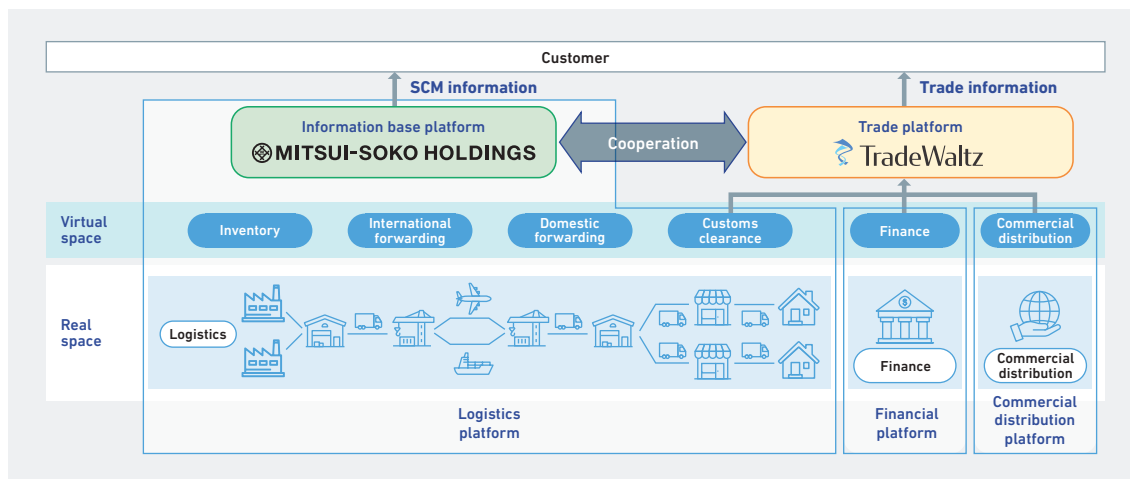 Customer
SCM information
Trade information
Information base platform
MITSUI-SOKO HOLDINGS
Cooperation
Trade platform
TradeWaltz
Virtual
space
Inventory
International
forwarding
Domestic
forwarding
Customs
clearance
Finance
Commercial
distribution
Real
space
Logistics
$
Finance
Commercial
distribution
Logistics
platform
Financial
platform
Commercial
distribution
platform